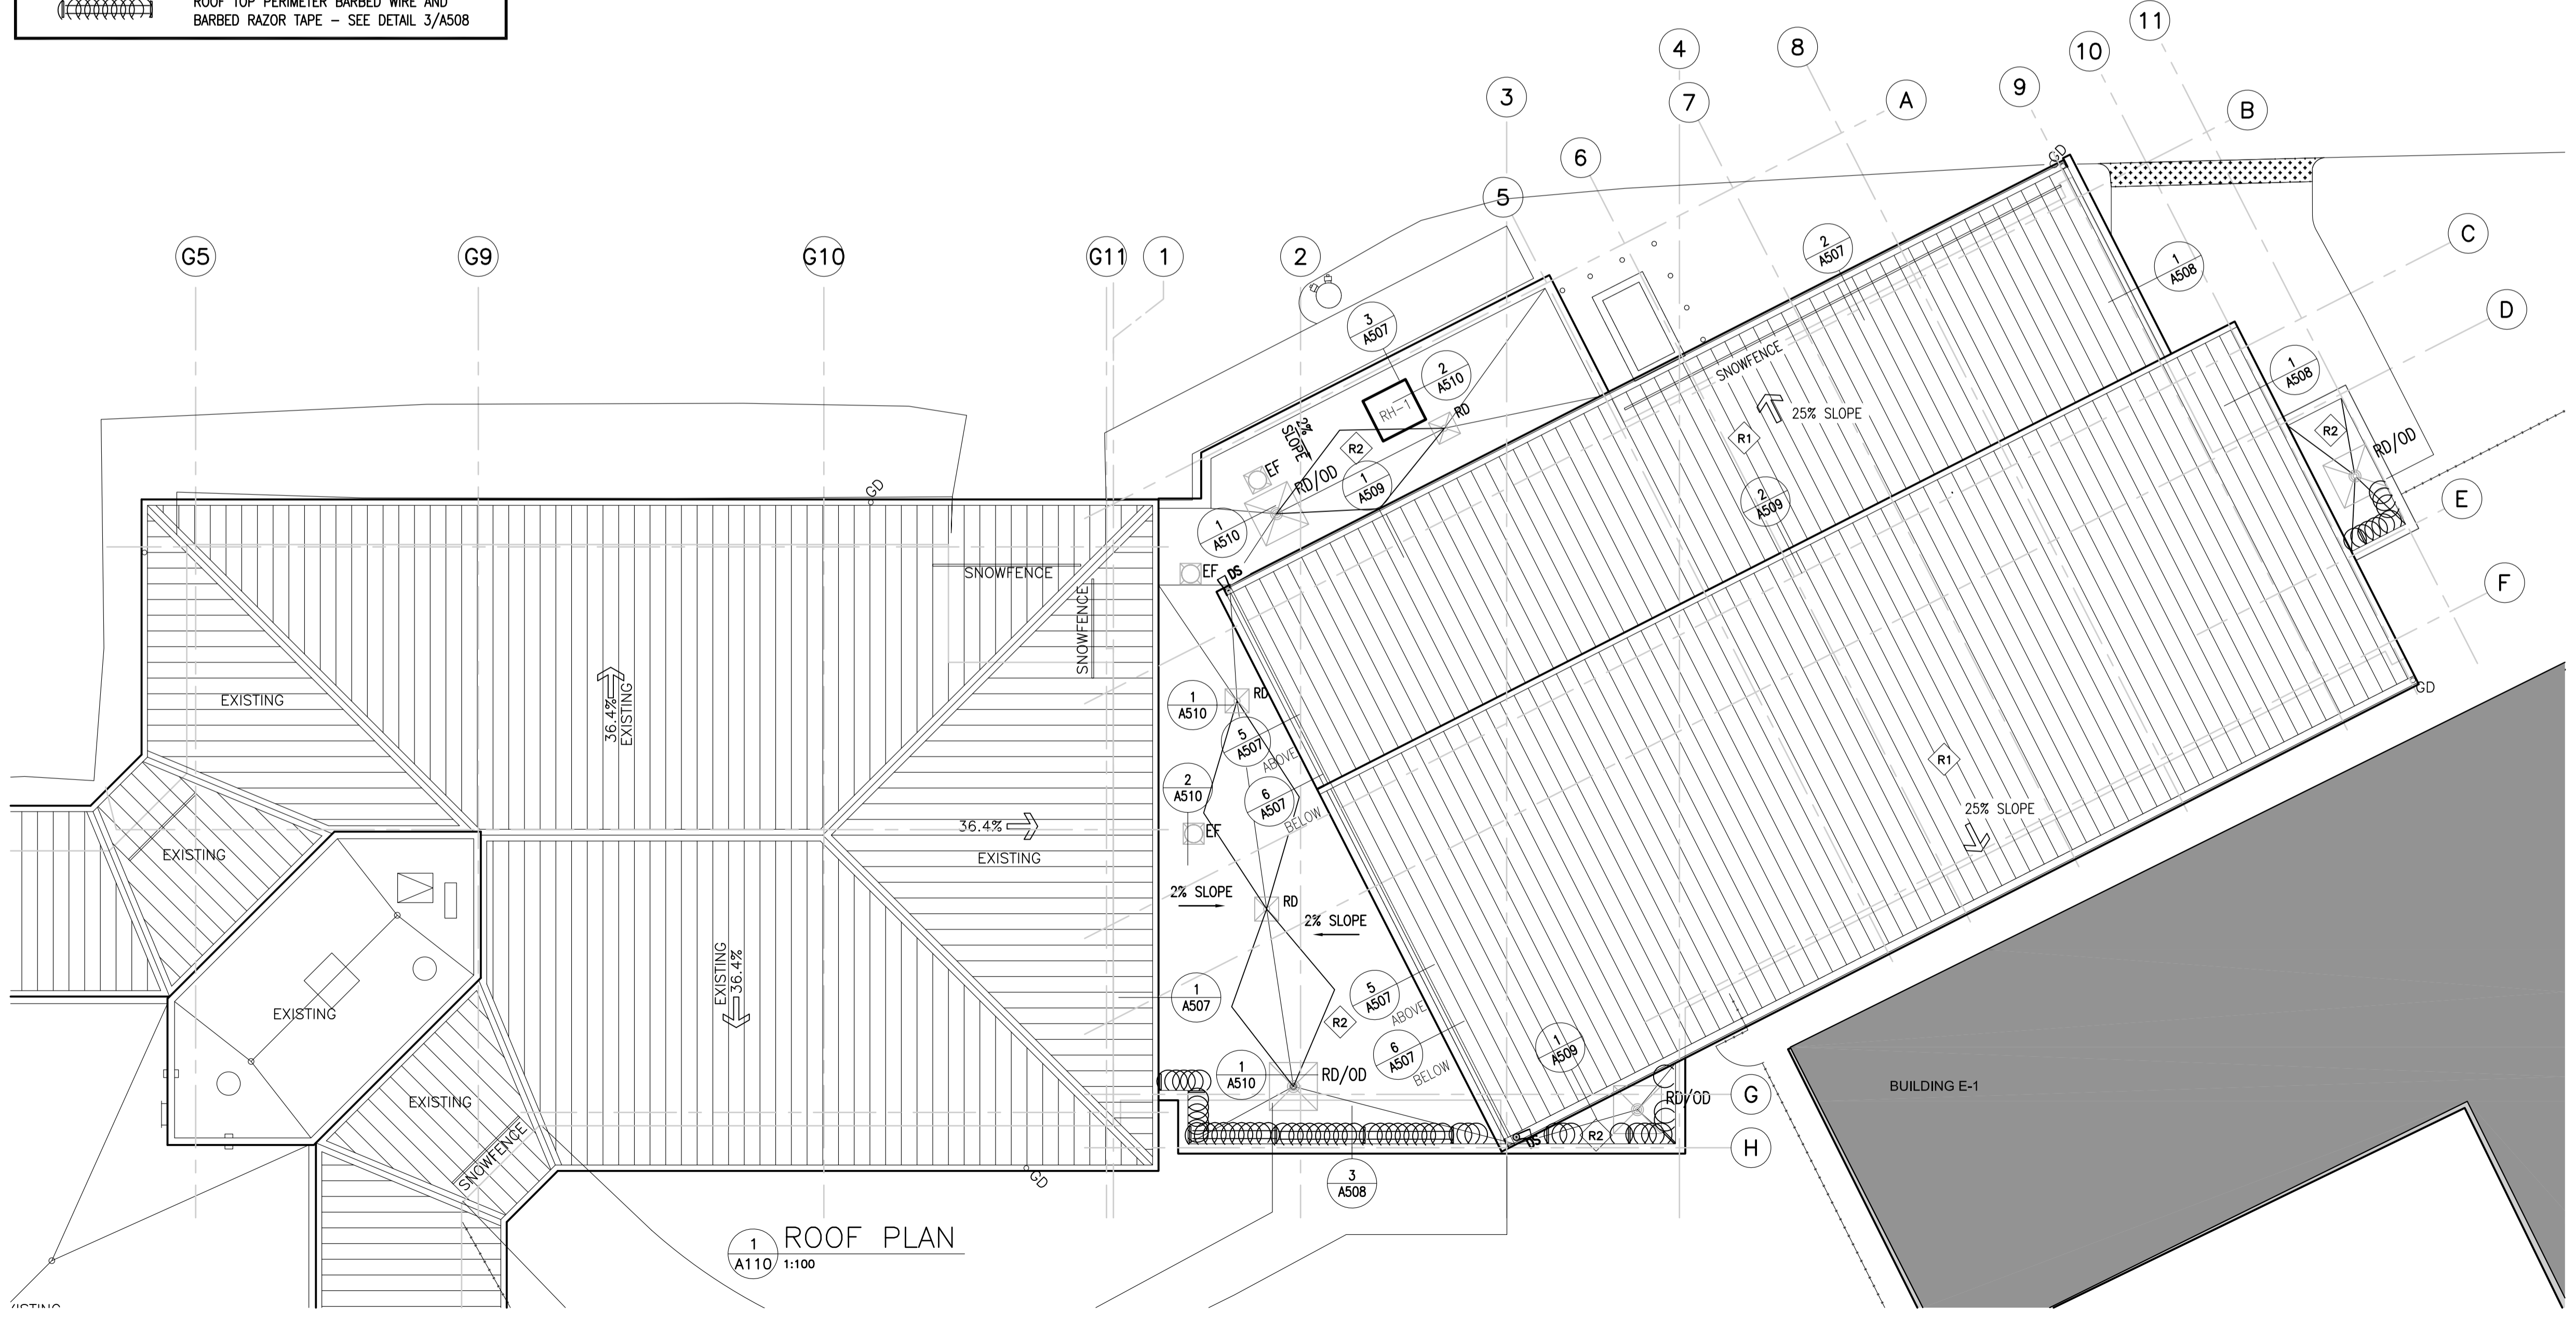 ROOF TOP PERIMETER BARBED WIRE AND
BARBED RAZOR TAPE – SEE DETAIL 3/A508
11
4
8
10
9
3
7
A
B
6
5
C
G5
G9
G10
G11
1
2
D
E
F
G
H
GD
2
A507
1
A508
3
A507
2
A510
1
A508
SNOWFENCE
RH-1
RD
25% SLOPE
R1
R2
R2
RD/OD
2%
SLOPE
EF
RD/OD
1
A509
2
A509
GD
1
A510
SNOWFENCE
EF
DS
SNOWFENCE
EXISTING
36.4%
EXISTING
1
A510
RD
5
A507
ABOVE
GD
2
A510
6
A507
BELOW
R1
25% SLOPE
EF
36.4%
EXISTING
EXISTING
2% SLOPE
RD
2% SLOPE
EXISTING
36.4%
1
A507
5
A507
ABOVE
R2
EXISTING
6
A507
BELOW
1
A509
1
A510
RD/OD
RD/OD
EXISTING
SNOWFENCE
R2
DS
BUILDING E-1
GD
3
A508
1
A110
ROOF PLAN
1:100